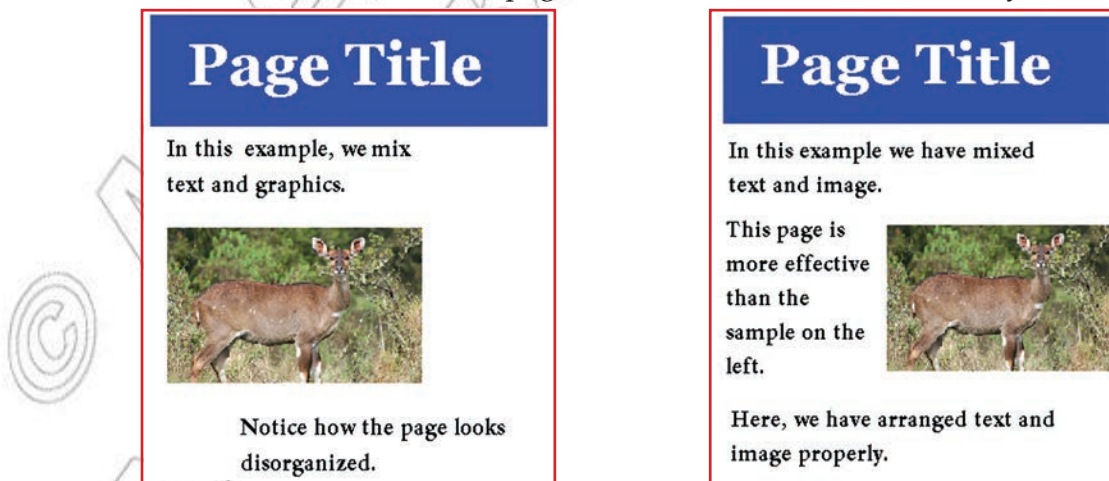 Page Title
In this  example, we mix
text and graphics.
Notice how the page looks
disorganized.
Page Title
In this example we have mixed
text and image.
This page is
more effective
than the
sample on the
left.
Here, we have arranged text and
image properly.